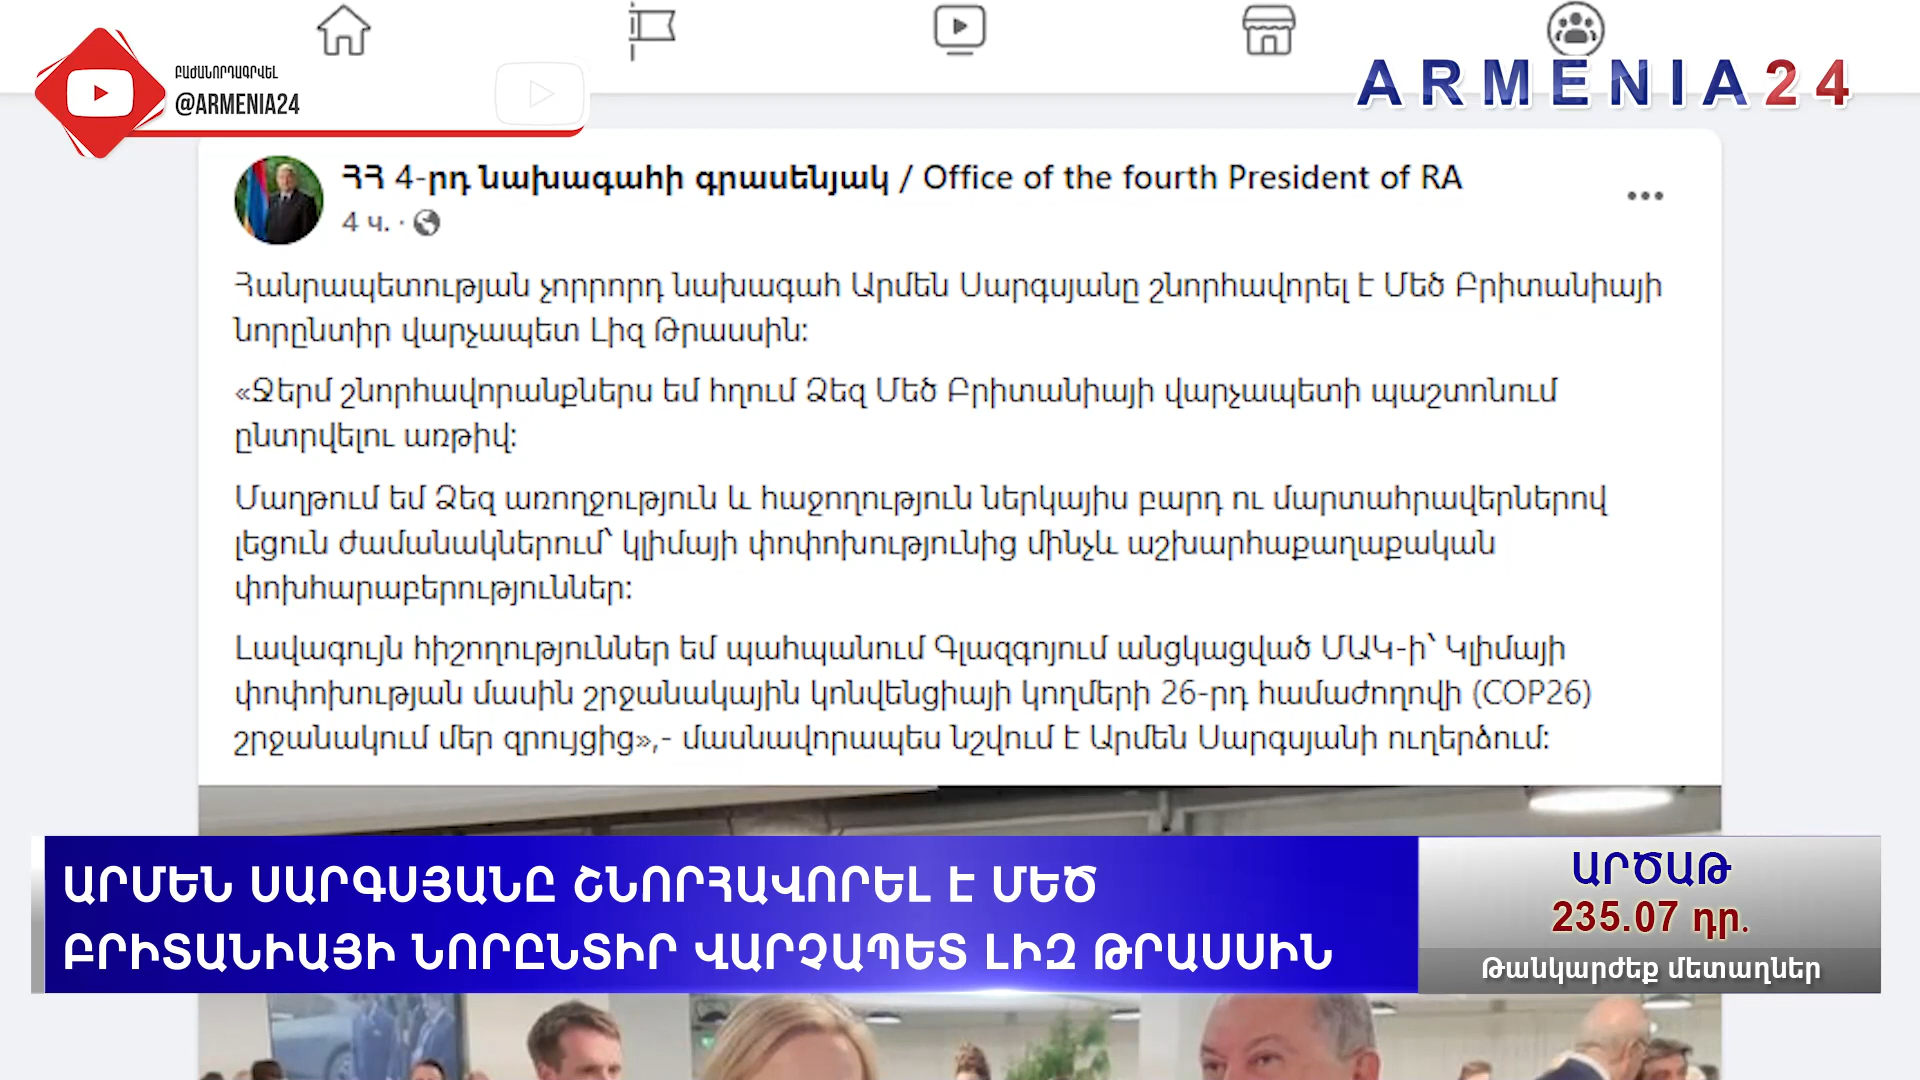 ԲԱԺԱՆՈՐԴԱԳՐՎԵԼ
@ARMENIA24
ARMENIA24
ՀՀ 4-րդ նախագահի գրասենյակ / Office of the fourth President of RA
4 ч. ·
Հանրապետության չորրորդ նախագահ Արմեն Սարգսյանը շնորհավորել է Մեծ Բրիտանիայի
նորընտիր վարչապետ Լիզ Թրասսին:
«Ջերմ շնորհավորանքներս եմ հղում Ձեզ Մեծ Բրիտանիայի վարչապետի պաշտոնում
ընտրվելու առթիվ:
Մաղթում եմ Ձեզ առողջություն և հաջողություն ներկայիս բարդ ու մարտահրավերներով
լեցուն ժամանակներում՝ կլիմայի փոփոխությունից մինչև աշխարհաքաղաքական
փոխհարաբերություններ:
Լավագույն հիշողություններ եմ պահպանում Գլազգոյում անցկացված ՄԱԿ-ի՝ Կլիմայի
փոփոխության մասին շրջանակային կոնվենցիայի կողմերի 26-րդ համաժողովի (COP26)
շրջանակում մեր զրույցից»,- մասնավորապես նշվում է Արմեն Սարգսյանի ուղերձում:
ԱՐՄԵՆ ՍԱՐԳՍՅԱՆԸ ՇՆՈՐՀԱՎՈՐԵԼ Է ՄԵԾ
ԲՐԻՏԱՆԻԱՅԻ ՆՈՐԸՆՏԻՐ ՎԱՐՉԱՊԵՏ ԼԻԶ ԹՐԱՍՍԻՆ
ԱՐԾԱԹ
235.07 դր.
Թանկարժեք մետաղներ